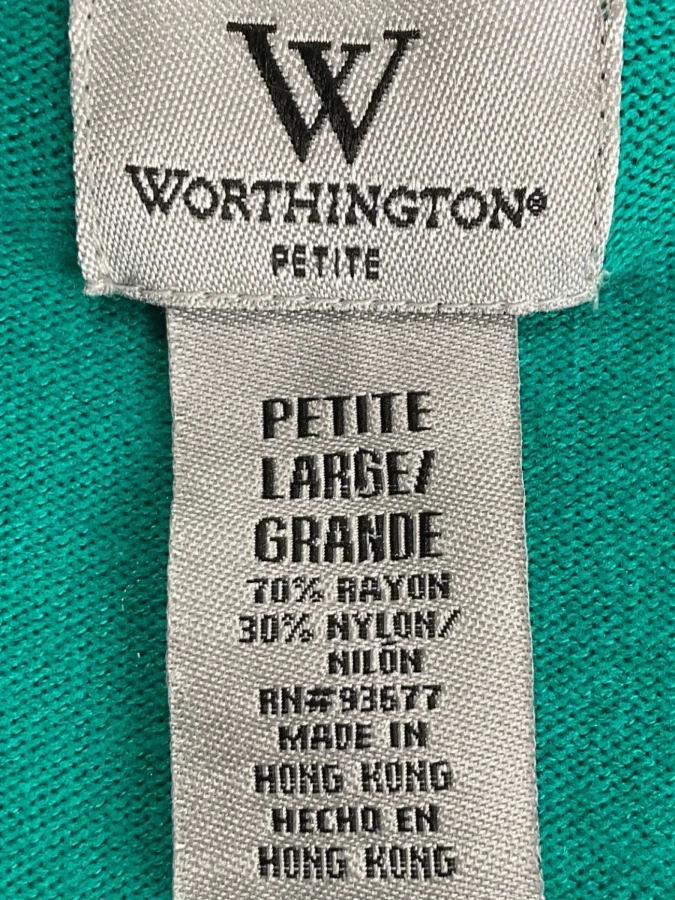 W
WORTHINGTON®
PETITE
PETITE
LARGE/
GRANDE
70% RAYON
30% NYLON/
NILÓN
RN#93677
MADE IN
HONG KONG
HECHO EN
HONG KONG